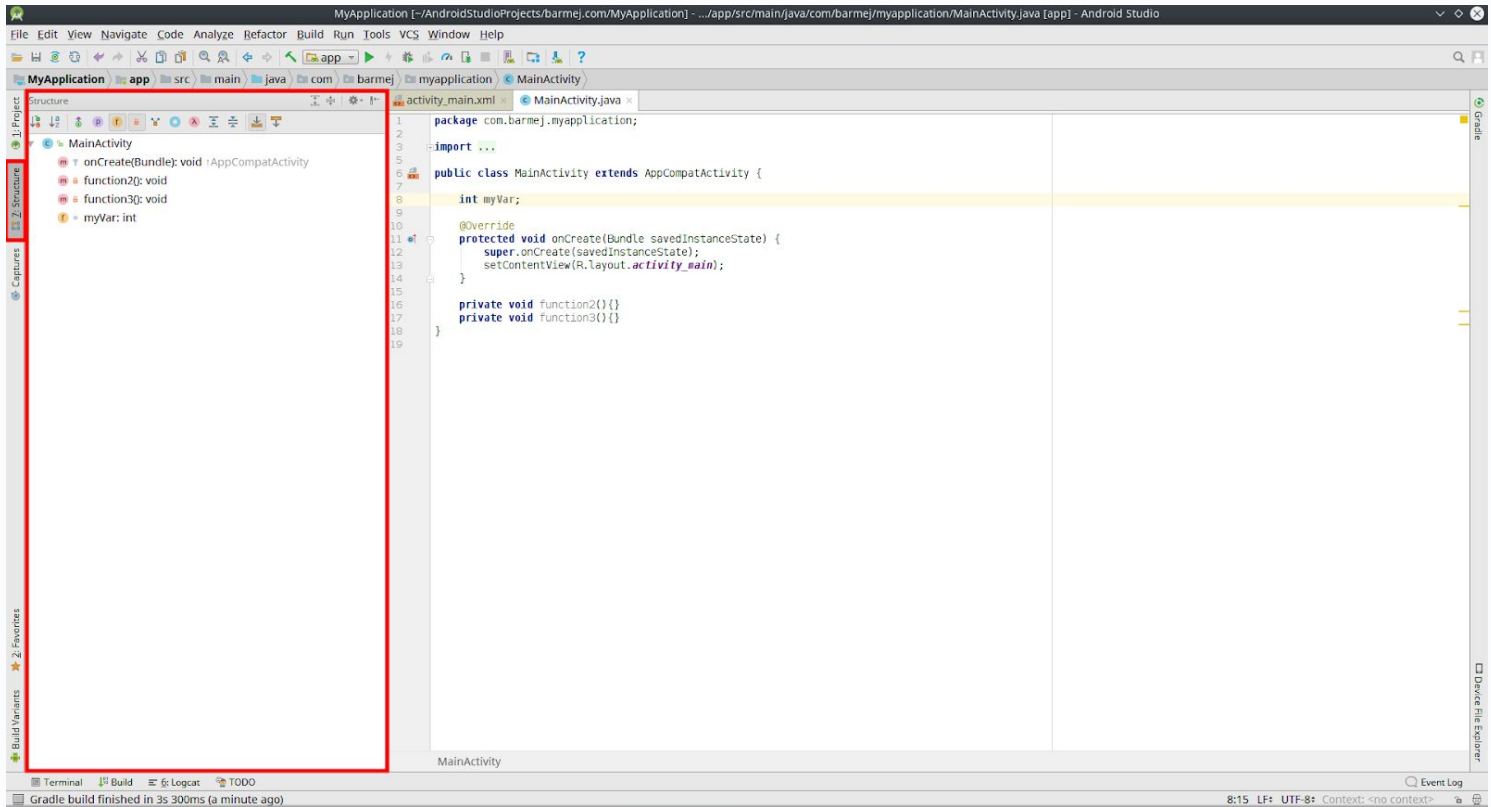 MyApplication [~/AndroidStudioProjects/barmej.com/MyApplication] - .../app/src/main/java/com/barmej/myapplication/MainActivity.java [app] - Android Studio
File Edit View Navigate Code Analyze Refactor Build Run Tools VCS Window Help
app
MyApplication app src main java com barmej myapplication MainActivity
1: Project
Z: Structure
Captures
2: Favorites
Build Variants
Structure
MainActivity
onCreate(Bundle): void ↑AppCompatActivity
function2(): void
function3(): void
myVar: int
activity_main.xml MainActivity.java
1 package com.barmej.myapplication;
2
3 import ...
5
6 public class MainActivity extends AppCompatActivity {
7
8 int myVar;
9
10 @Override
11 protected void onCreate(Bundle savedInstanceState) {
12 super.onCreate(savedInstanceState);
13 setContentView(R.layout.activity_main);
14 }
15
16 private void function2(){}
17 private void function3(){}
18 }
19
MainActivity
Gradle
Device File Explorer
Terminal Build 6: Logcat TODO Event Log
Gradle build finished in 3s 300ms (a minute ago) 8:15 LF÷ UTF-8÷ Context: <no context>